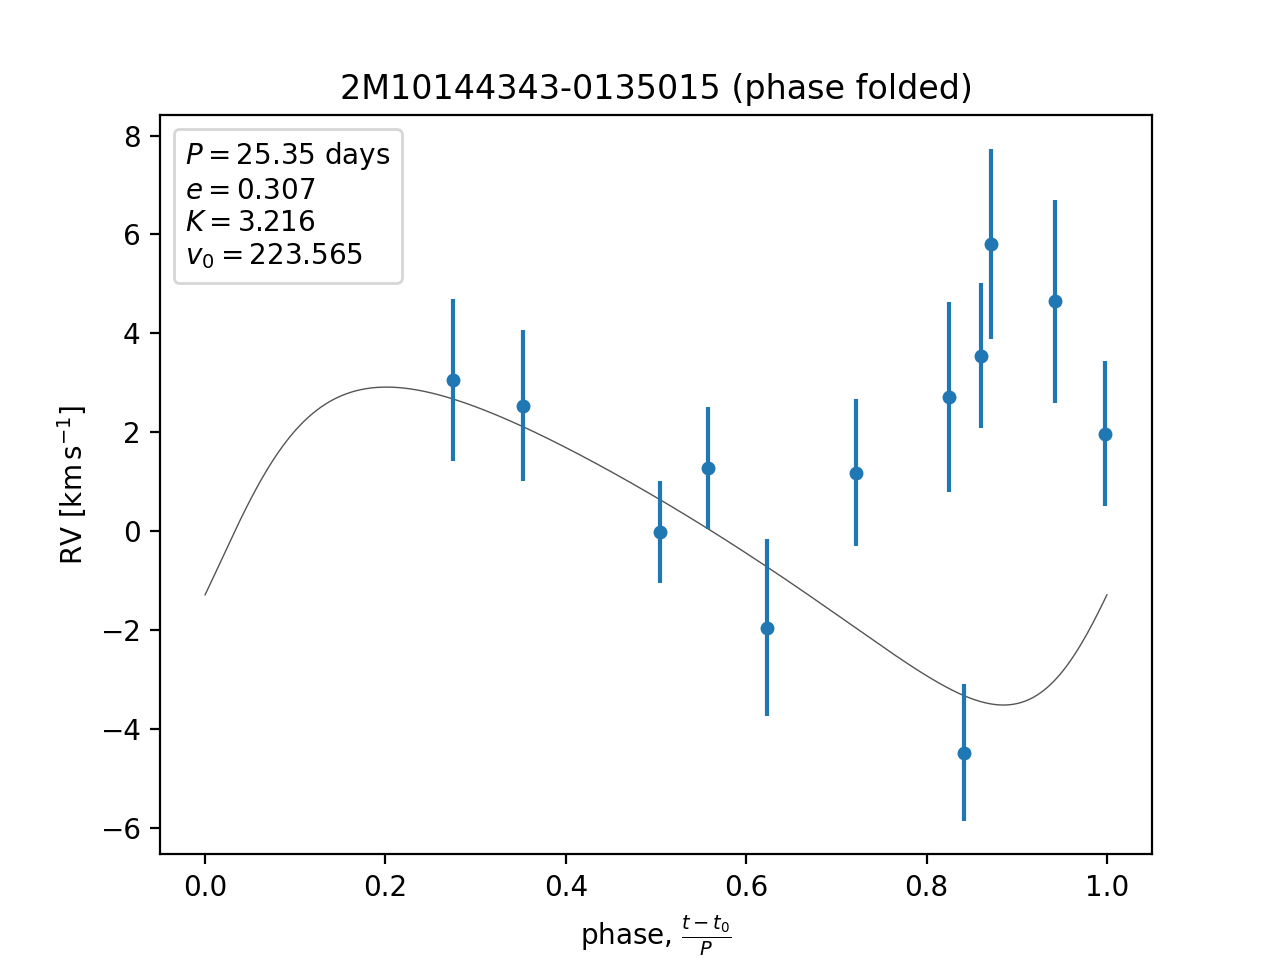 2M10144343-0135015 (phase folded)
P = 25.35 days
e = 0.307
K = 3.216
v₀ = 223.565
RV [km s⁻¹]
8
6
4
2
0
−2
−4
−6
0.0 0.2 0.4 0.6 0.8 1.0
phase, (t − t₀)/P